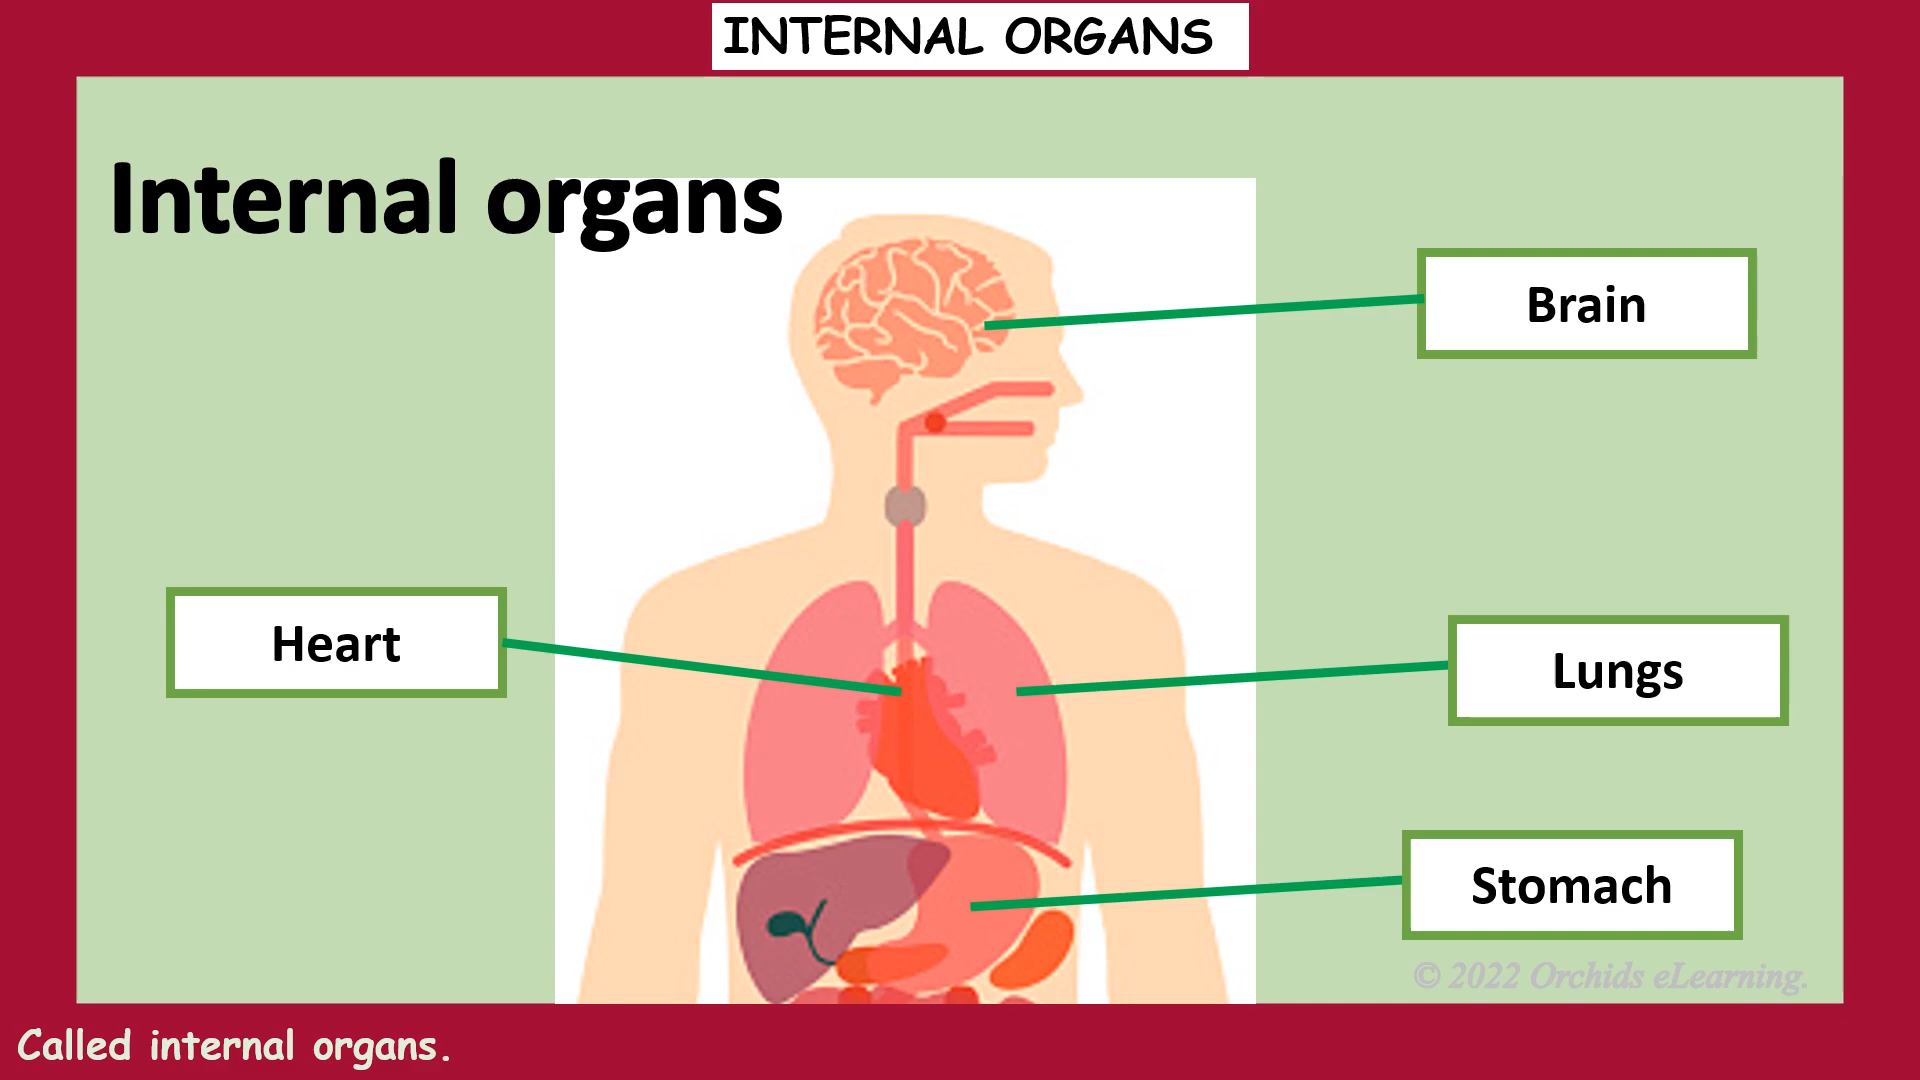 INTERNAL ORGANS
Internal organs
Brain
Heart
Lungs
Stomach
© 2022 Orchids eLearning.
Called internal organs.